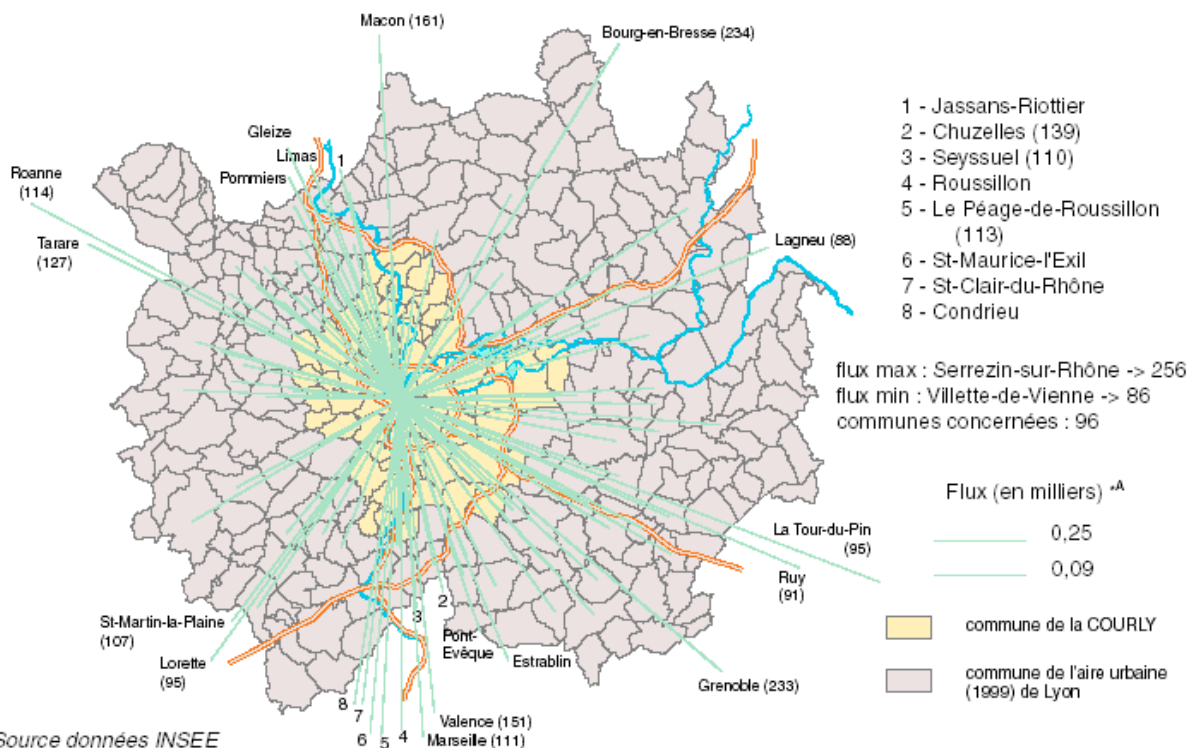 Macon (161)
Bourg-en-Bresse (234)
Gleize
Limas
1
Pommiers
Roanne
(114)
Tarare
(127)
Lagneu (88)
1 - Jassans-Riottier
2 - Chuzelles (139)
3 - Seyssuel (110)
4 - Roussillon
5 - Le Péage-de-Roussillon
(113)
6 - St-Maurice-l'Exil
7 - St-Clair-du-Rhône
8 - Condrieu
flux max : Serrezin-sur-Rhône -> 256
flux min : Villette-de-Vienne -> 86
communes concernées : 96
Flux (en milliers) *A
0,25
0,09
commune de la COURLY
commune de l'aire urbaine
(1999) de Lyon
La Tour-du-Pin
(95)
Ruy
(91)
St-Martin-la-Plaine
(107)
Lorette
(95)
2
3
Pont-
Evêque
Estrablin
Grenoble (233)
8
7
6
5
4
Valence (151)
Marseille (111)
Source données INSEE